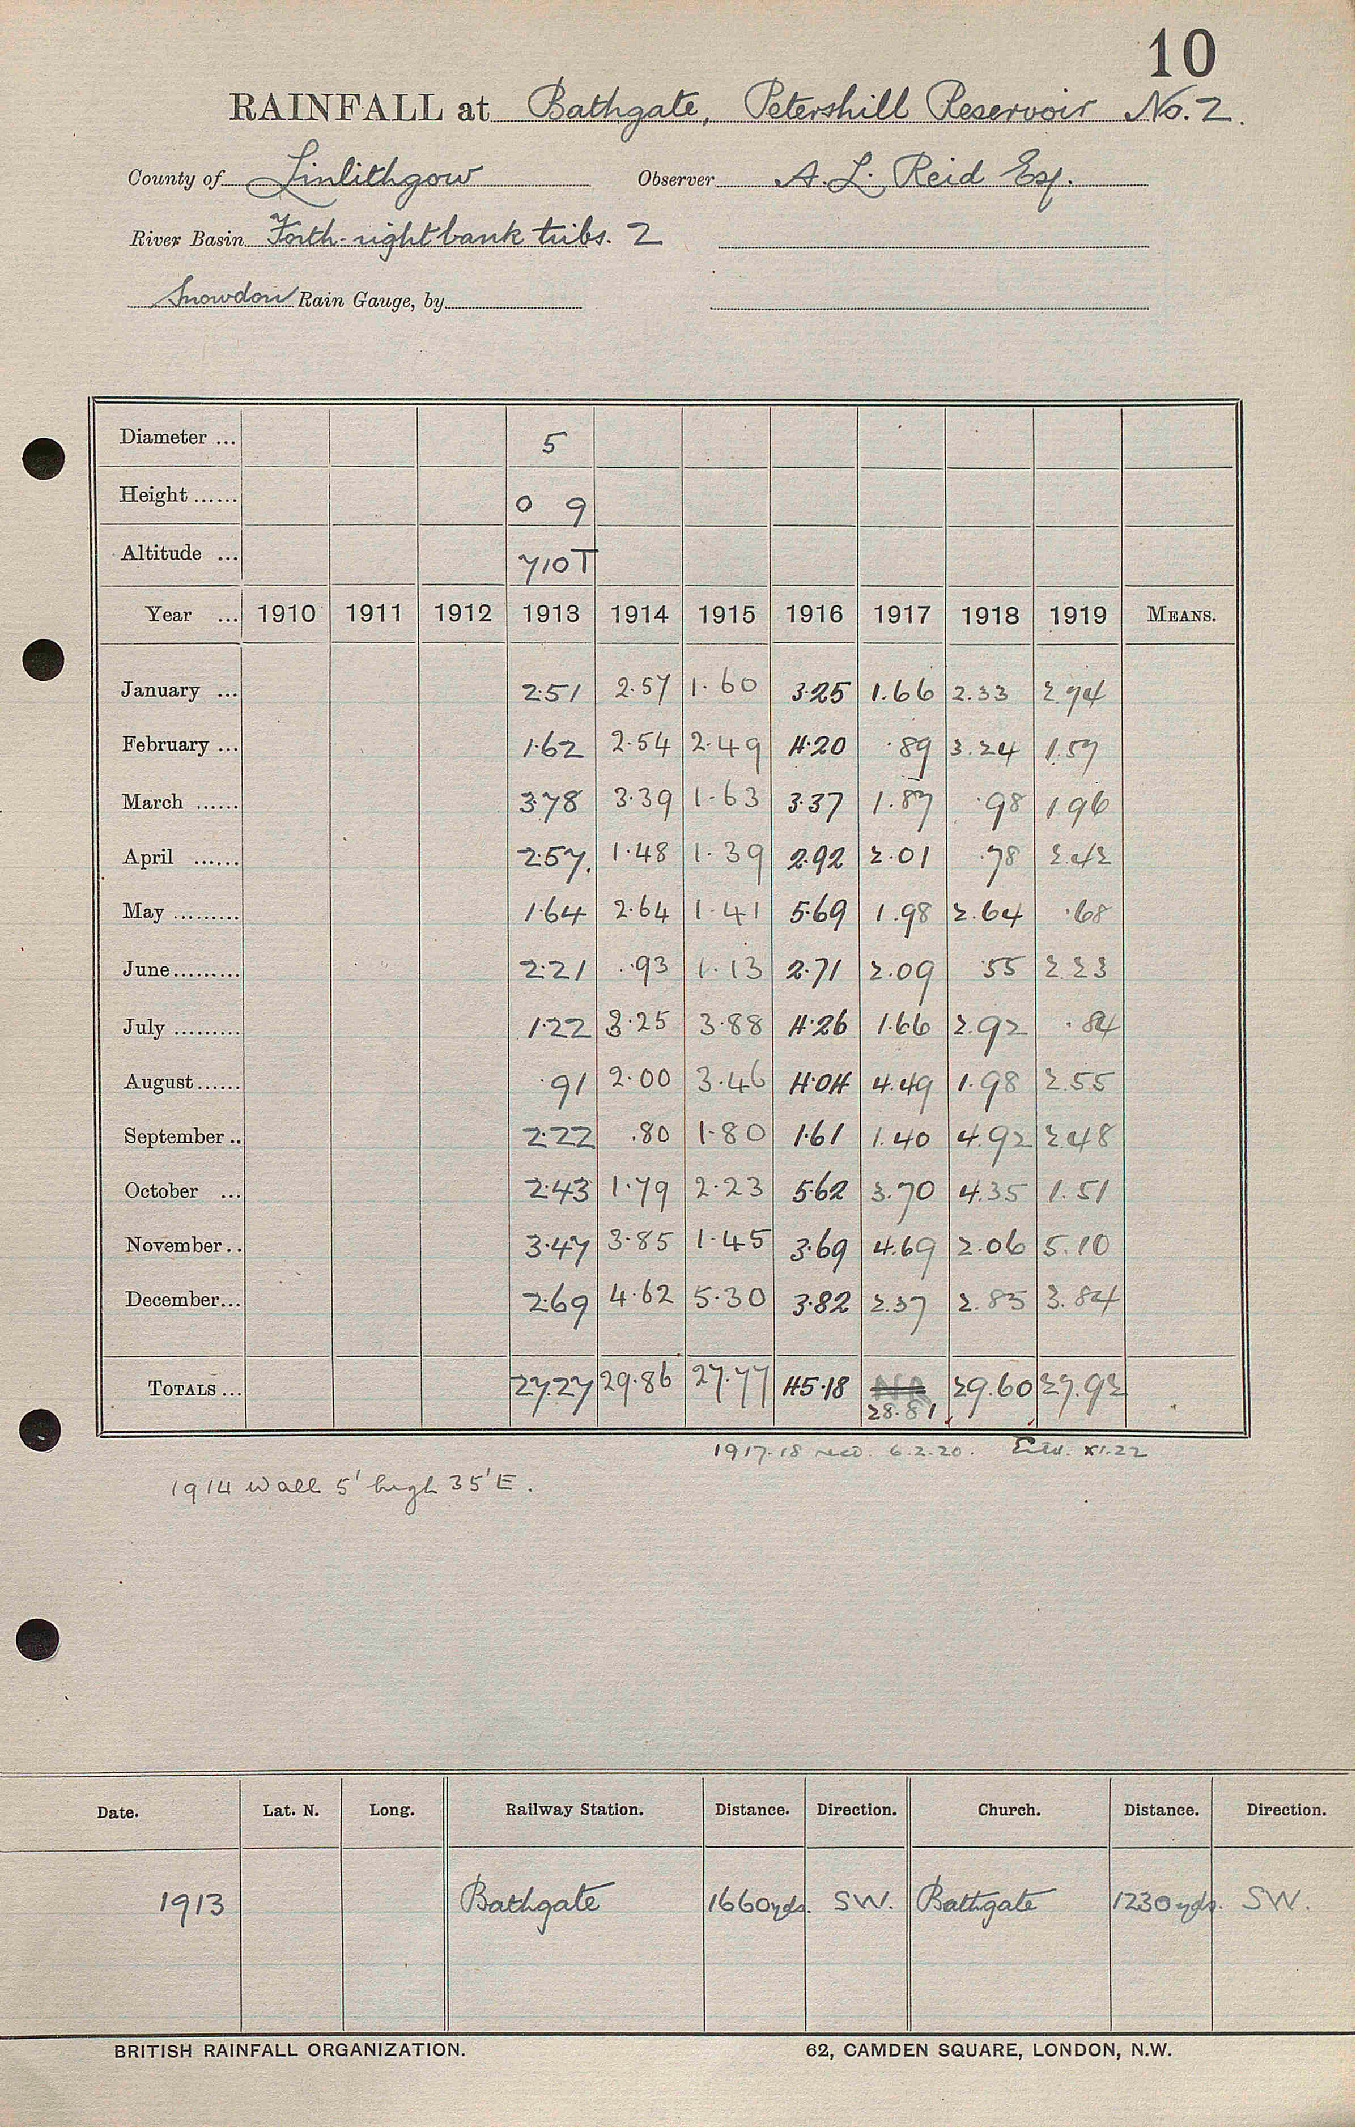 10
RAINFALL at Bathgate, Petershill Reservoir No. 2.
County of Linlithgow Observer A. L. Reid Esq.
River Basin Forth - right bank tribs. 2
Snowdon Rain Gauge, by
Diameter ... 5
Height ...... 0 9
Altitude ... 710T
Year ... 1910 1911 1912 1913 1914 1915 1916 1917 1918 1919 MEANS.
January ... 2.51 2.57 1.60 3.25 1.66 2.33 2.74
February ... 1.62 2.54 2.49 4.20 .89 3.24 1.57
March ...... 3.78 3.39 1.63 3.37 1.87 .98 1.96
April ...... 2.57. 1.48 1.39 2.92 2.01 .78 2.42
May ......... 1.64 2.64 1.41 5.69 1.98 2.64 .68
June ......... 2.21 .93 1.13 2.71 2.09 .55 2.23
July ......... 1.22 3.25 3.88 4.26 1.66 2.92 .84
August ...... .91 2.00 3.46 4.04 4.49 1.98 2.55
September .. 2.22 .80 1.80 1.61 1.40 4.92 2.48
October ... 2.43 1.79 2.23 5.62 3.70 4.35 1.51
November .. 3.47 3.85 1.45 3.69 4.69 2.06 5.10
December ... 2.69 4.62 5.30 3.82 2.37 2.85 3.84
TOTALS ... 27.27 29.86 27.77 45.18 NR 29.60 27.92
28.81
1917-18 recd. 6.2.20. XI.22
1914 Wall 5' high 35' E.
Date. Lat. N. Long. Railway Station. Distance. Direction. Church. Distance. Direction.
1913 Bathgate 1660 yds. SW. Bathgate 1230 yds. SW.
BRITISH RAINFALL ORGANIZATION. 62, CAMDEN SQUARE, LONDON, N.W.